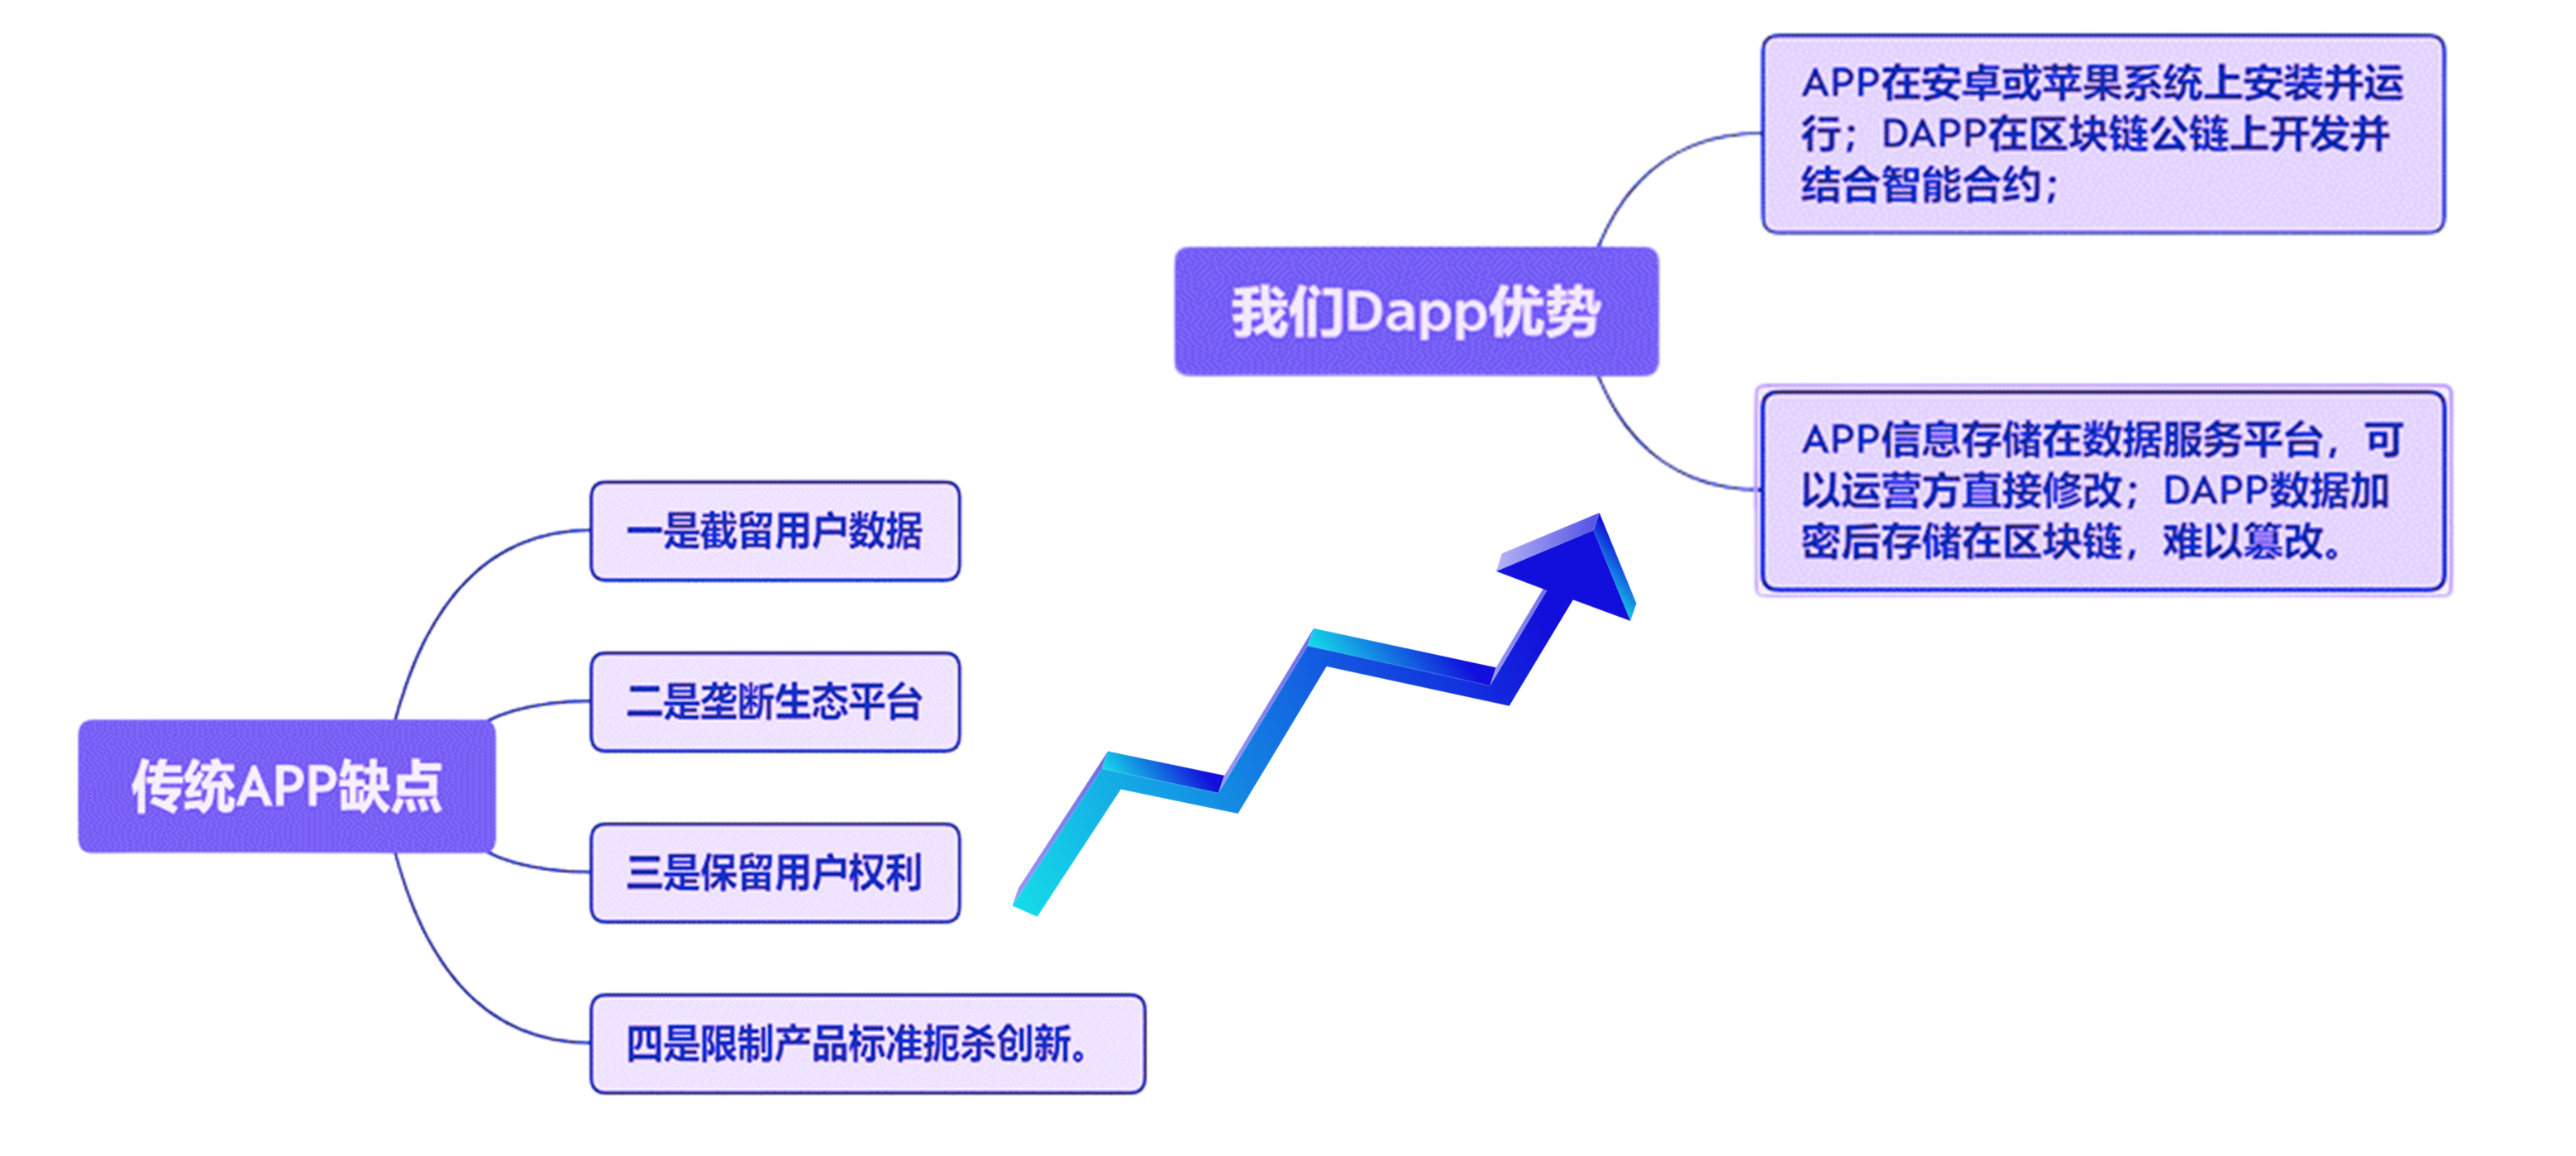 传统APP缺点
一是截留用户数据
二是垄断生态平台
三是保留用户权利
四是限制产品标准扼杀创新。
我们Dapp优势
APP在安卓或苹果系统上安装并运
行；DAPP在区块链公链上开发并
结合智能合约；
APP信息存储在数据服务平台，可
以运营方直接修改；DAPP数据加
密后存储在区块链，难以篡改。